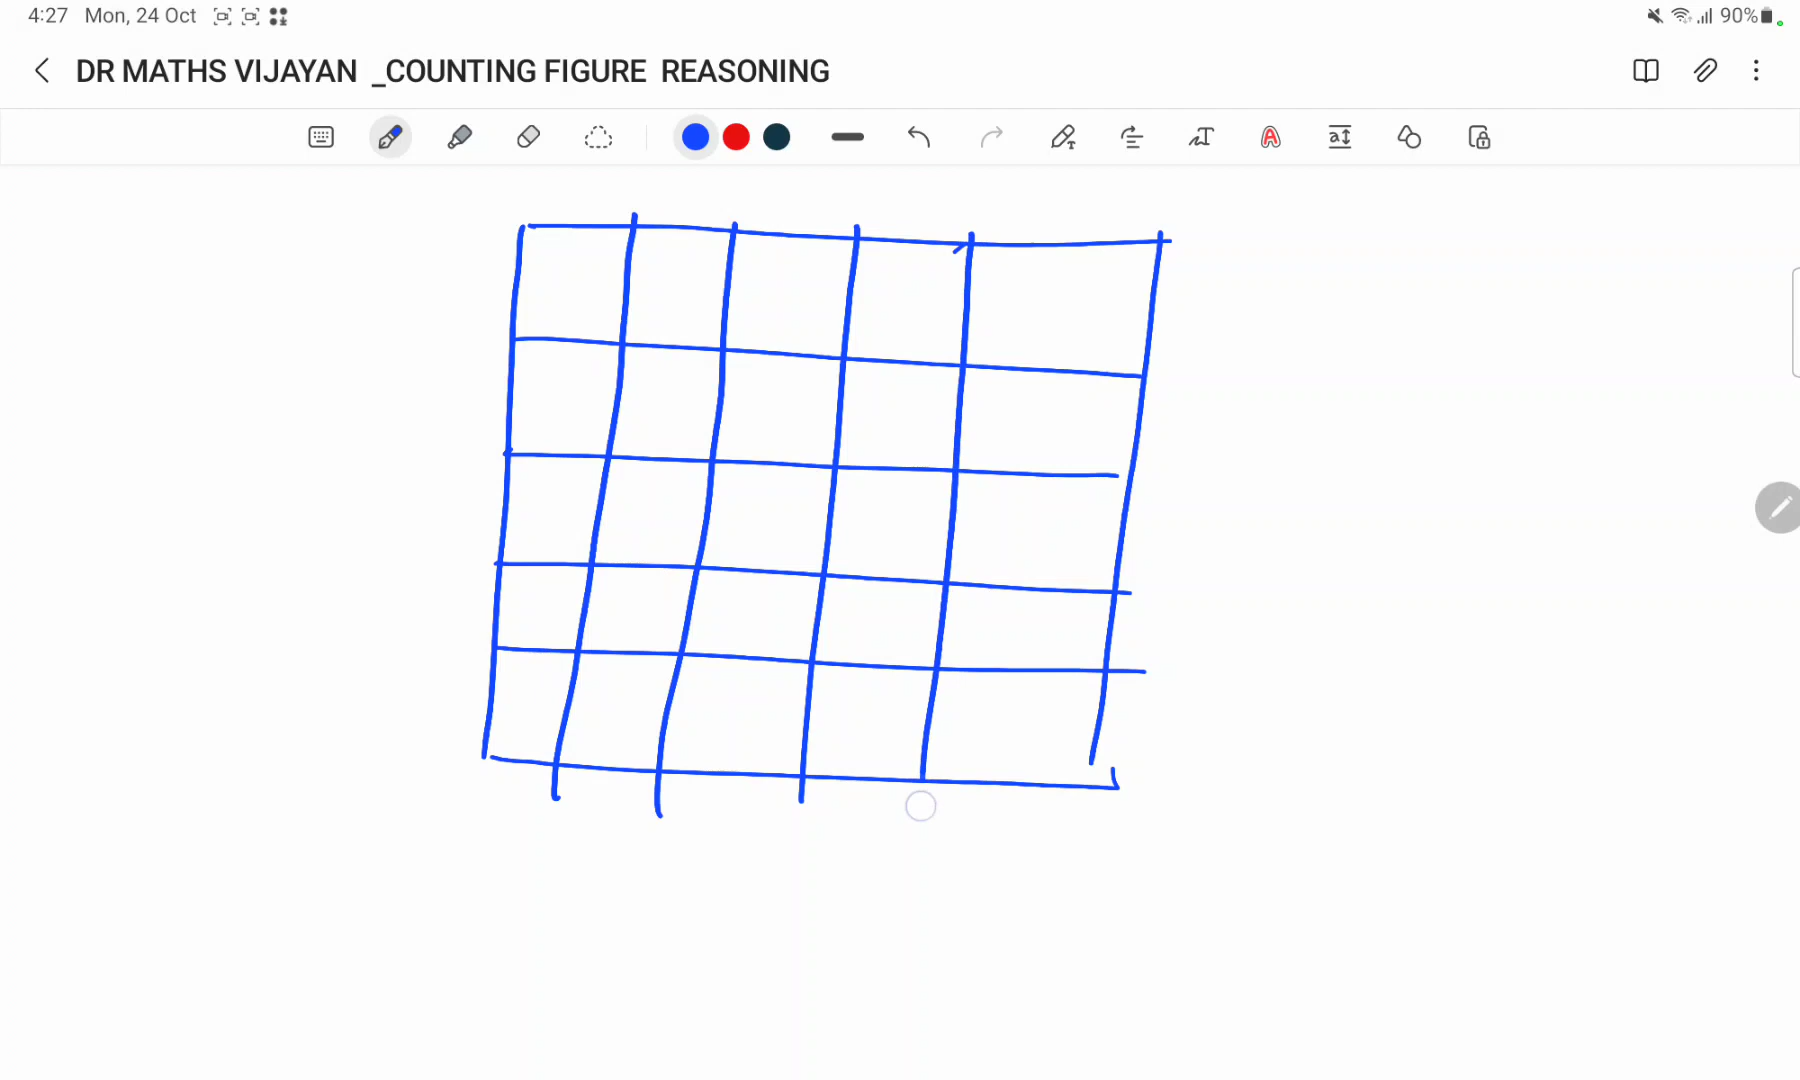 4:27 Mon, 24 Oct 90%
DR MATHS VIJAYAN _COUNTING FIGURE REASONING